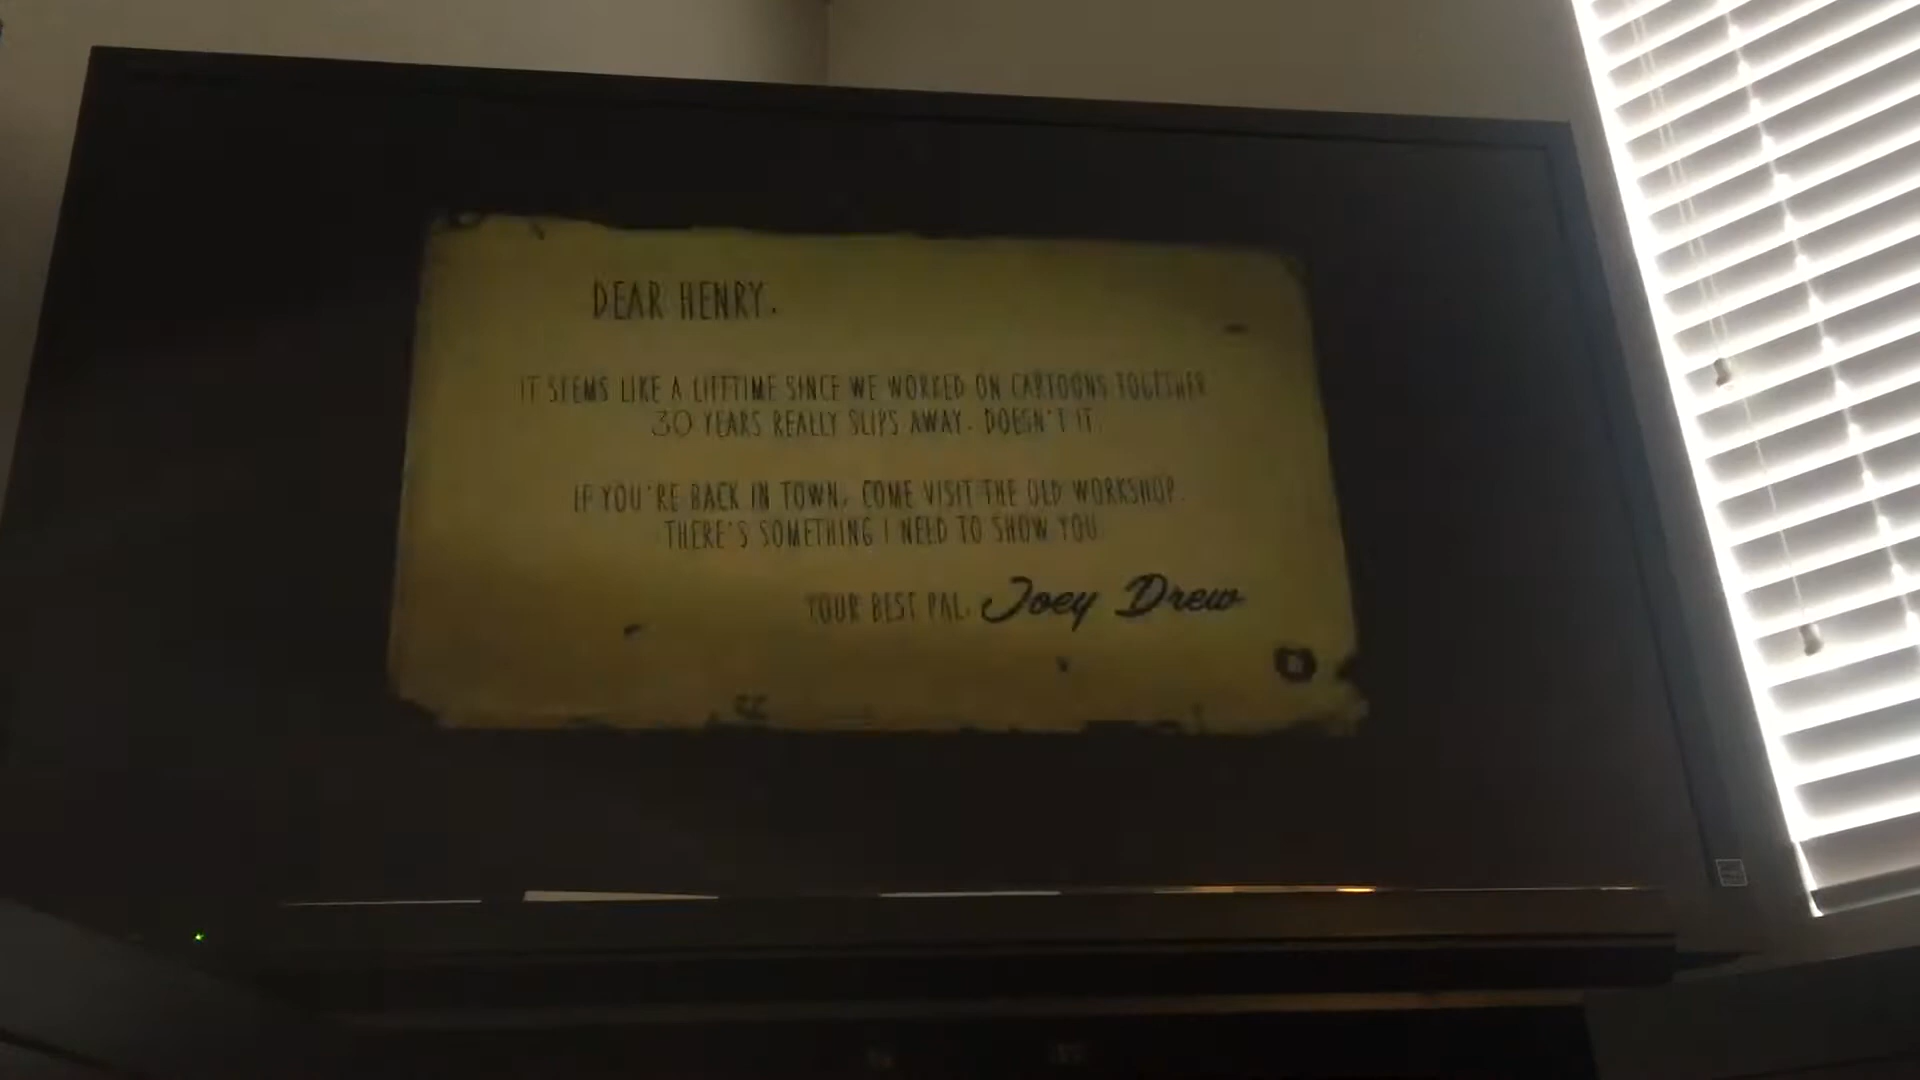 DEAR HENRY,
IT SEEMS LIKE A LIFETIME SINCE WE WORKED ON CARTOONS TOGETHER
30 YEARS REALLY SLIPS AWAY. DOESN'T IT.
IF YOU'RE BACK IN TOWN, COME VISIT THE OLD WORKSHOP.
THERE'S SOMETHING I NEED TO SHOW YOU
YOUR BEST PAL, Joey Drew